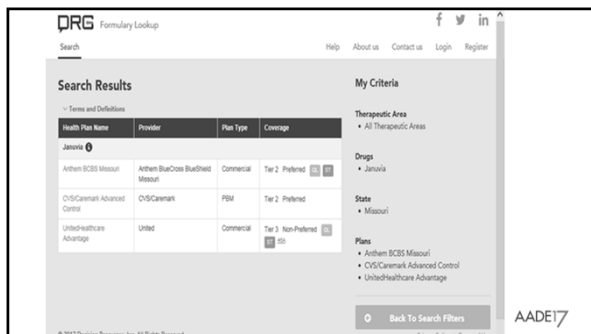 DRG Formulary Lookup
f in
Search
Help About us Contact us Login Register
Search Results
Terms and Definitions
Health Plan Name Provider Plan Type Coverage
Januvia
Anthem BCBS Missouri Anthem BlueCross BlueShield Missouri Commercial Tier 2 Preferred QL ST
CVS/Caremark Advanced Control CVS/Caremark PBM Tier 2 Preferred
UnitedHealthcare Advantage United Commercial Tier 3 Non-Preferred QL ST
My Criteria
Therapeutic Area
• All Therapeutic Areas
Drugs
• Januvia
State
• Missouri
Plans
• Anthem BCBS Missouri
• CVS/Caremark Advanced Control
• UnitedHealthcare Advantage
Back To Search Filters
AADE17